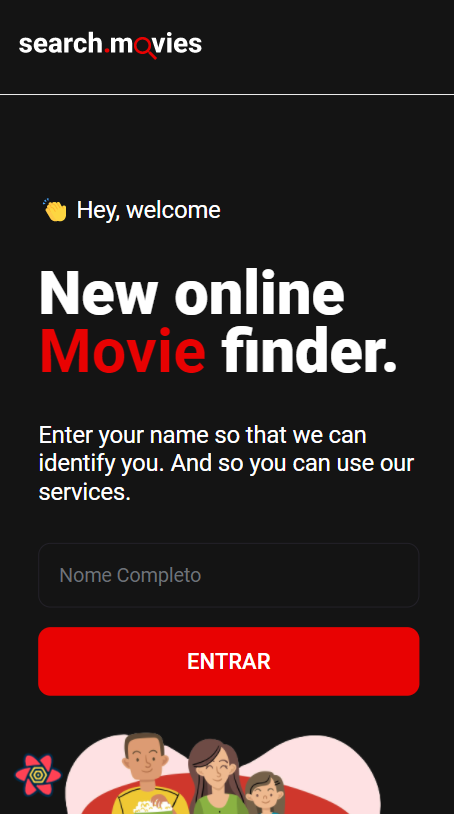 search.movies
👏 Hey, welcome
New online
Movie finder.
Enter your name so that we can
identify you. And so you can use our
services.
Nome Completo
ENTRAR